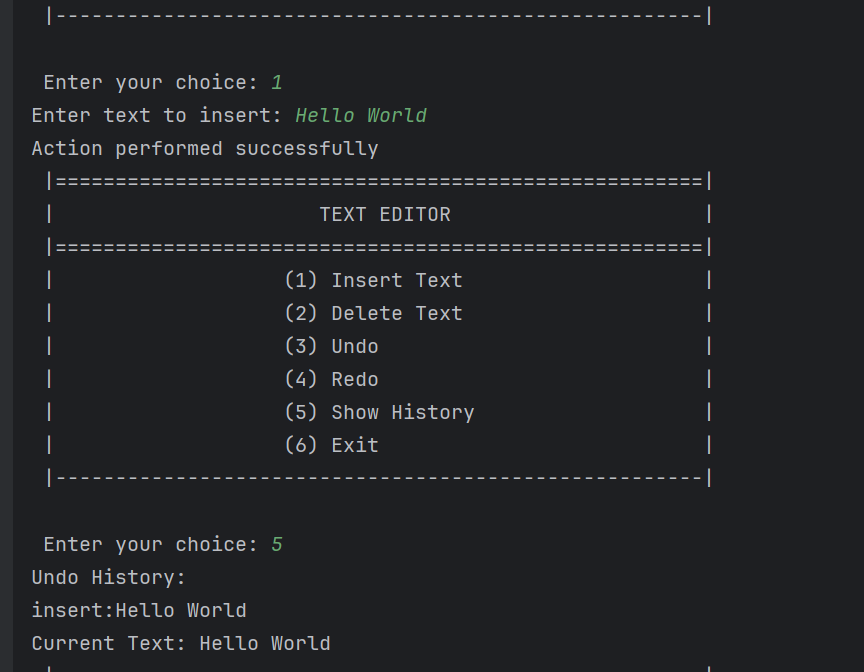 |------------------------------------------------------|
Enter your choice: 1
Enter text to insert: Hello World
Action performed successfully
|======================================================|
| TEXT EDITOR |
|======================================================|
| (1) Insert Text |
| (2) Delete Text |
| (3) Undo |
| (4) Redo |
| (5) Show History |
| (6) Exit |
|------------------------------------------------------|
Enter your choice: 5
Undo History:
insert:Hello World
Current Text: Hello World